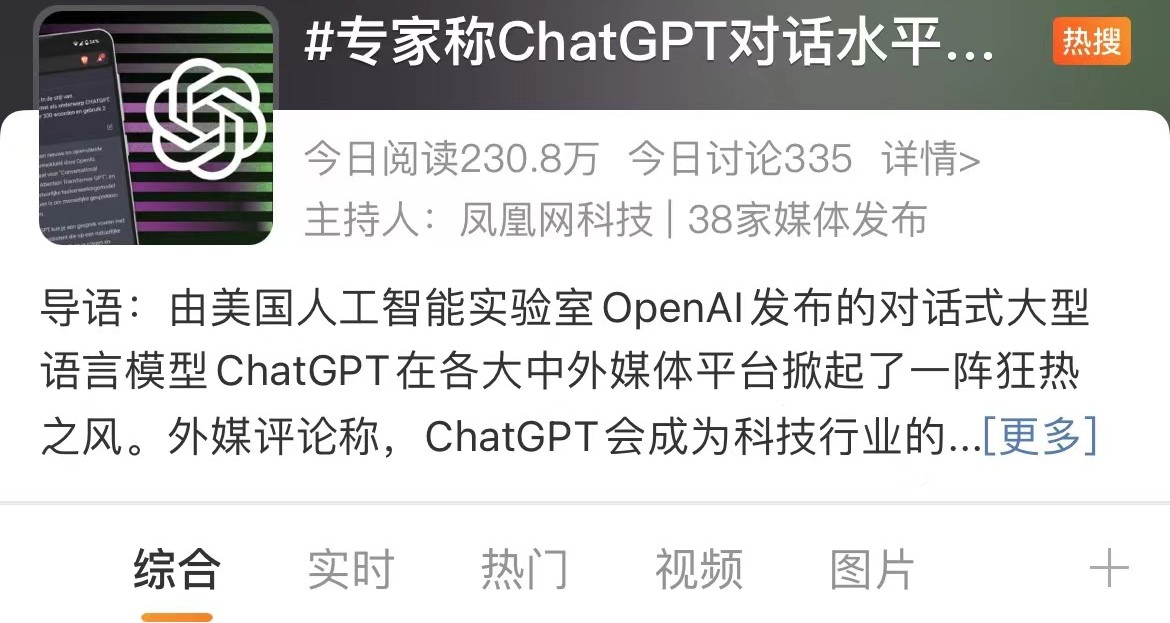 #专家称ChatGPT对话水平...
热搜
今日阅读230.8万 今日讨论335 详情>
主持人：凤凰网科技 | 38家媒体发布
导语：由美国人工智能实验室OpenAI发布的对话式大型
语言模型ChatGPT在各大中外媒体平台掀起了一阵狂热
之风。外媒评论称，ChatGPT会成为科技行业的...[更多]
综合 实时 热门 视频 图片